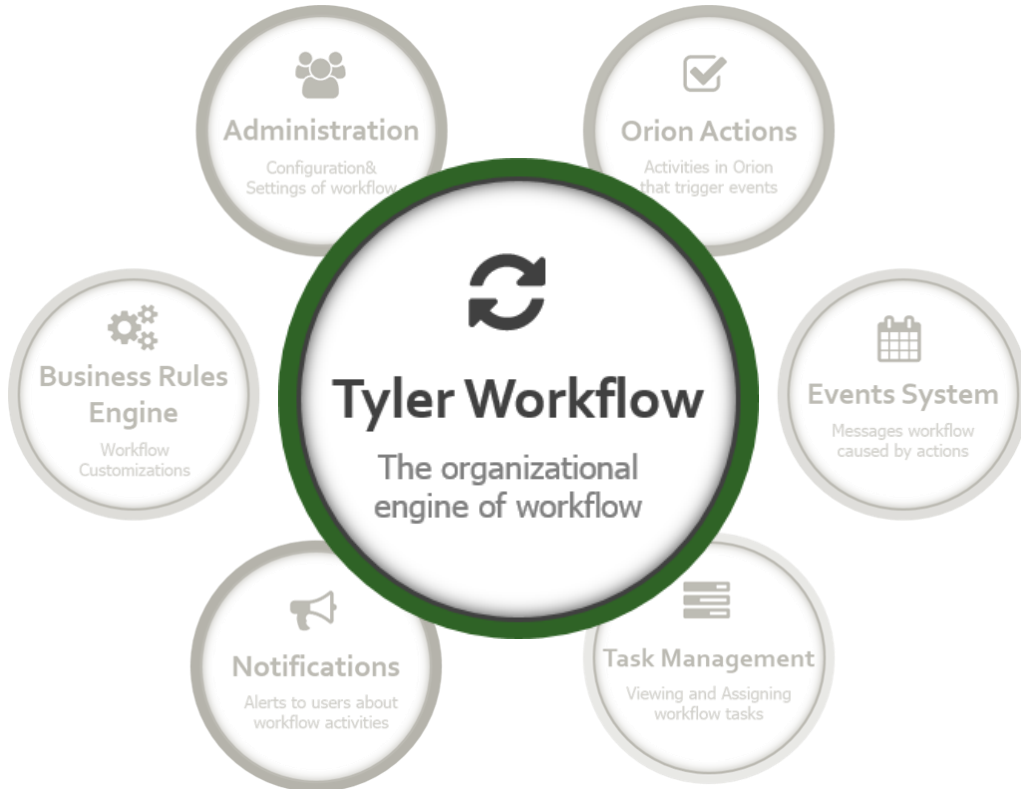 Administration
Configuration&
Settings of workflow
Orion Actions
Activities in Orion
that trigger events
Business Rules
Engine
Workflow
Customizations
Tyler Workflow
The organizational
engine of workflow
Events System
Messages workflow
caused by actions
Notifications
Alerts to users about
workflow activities
Task Management
Viewing and Assigning
workflow tasks